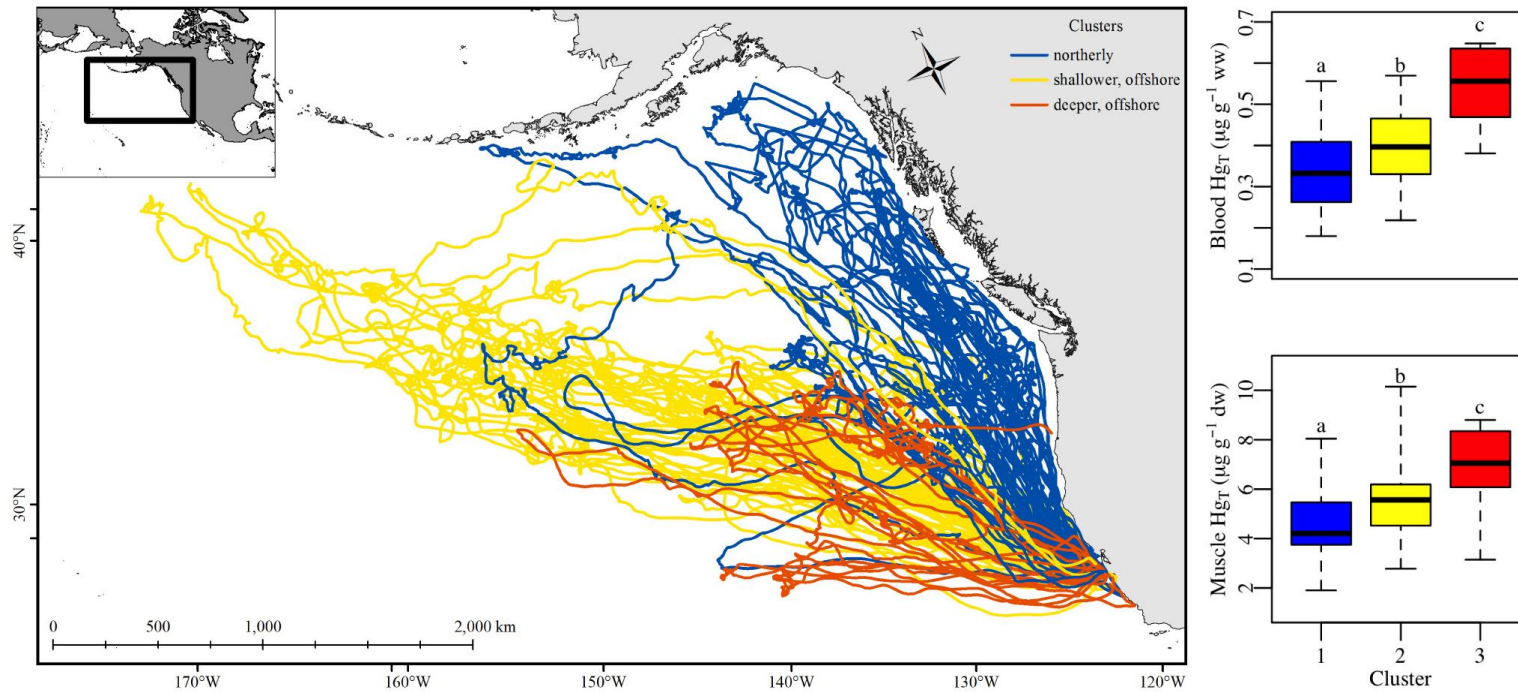 Clusters
northerly
shallower, offshore
deeper, offshore
N
40°N
30°N
0 500 1,000 2,000 km
170°W 160°W 150°W 140°W 130°W 120°W
Blood HgT (µg g-1 ww)
0.7
0.5
0.3
0.1
a b c
Muscle HgT (µg g-1 dw)
10
8
6
4
2
a b c
1 2 3
Cluster